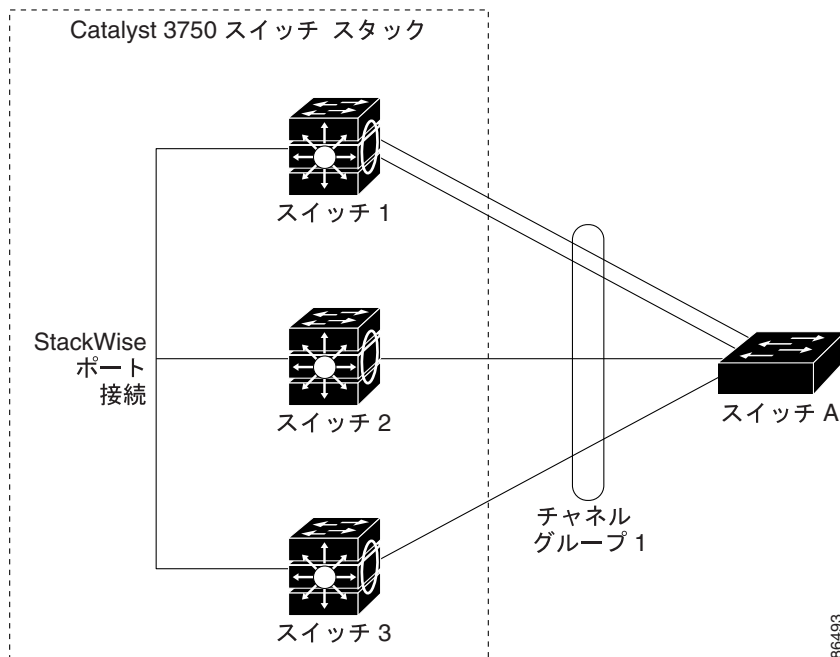 Catalyst 3750 スイッチ スタック
スイッチ 1
StackWise
ポート
接続
スイッチ 2
スイッチ A
チャネル
グループ 1
スイッチ 3
86493